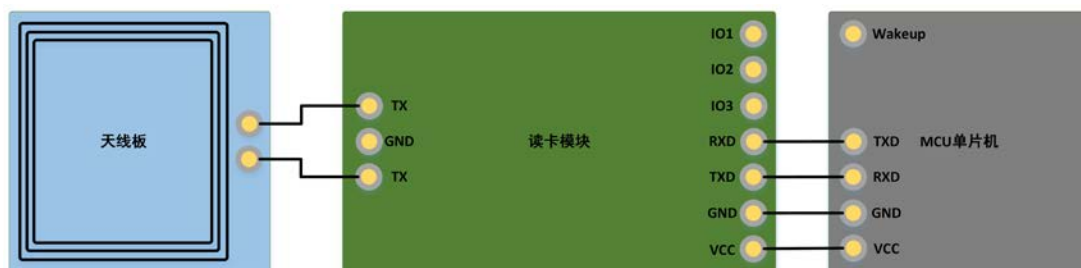 IO1
Wakeup
IO2
TX
IO3
天线板
GND
读卡模块
RXD
TXD
MCU单片机
TX
TXD
RXD
GND
GND
VCC
VCC